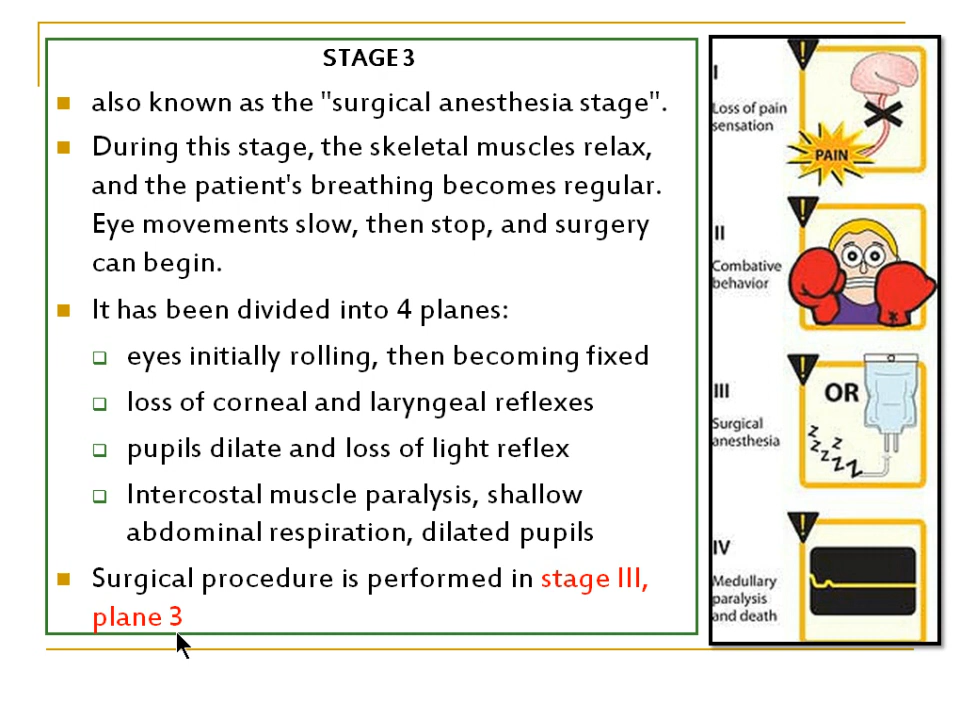 STAGE 3
also known as the "surgical anesthesia stage".
During this stage, the skeletal muscles relax,
and the patient's breathing becomes regular.
Eye movements slow, then stop, and surgery
can begin.
It has been divided into 4 planes:
eyes initially rolling, then becoming fixed
loss of corneal and laryngeal reflexes
pupils dilate and loss of light reflex
Intercostal muscle paralysis, shallow
abdominal respiration, dilated pupils
Surgical procedure is performed in stage III,
plane 3
!
I
Loss of pain
sensation
PAIN
!
II
Combative
behavior
!
III
Surgical
anesthesia
OR
z z z z z z z
!
IV
Medullary
paralysis
and death